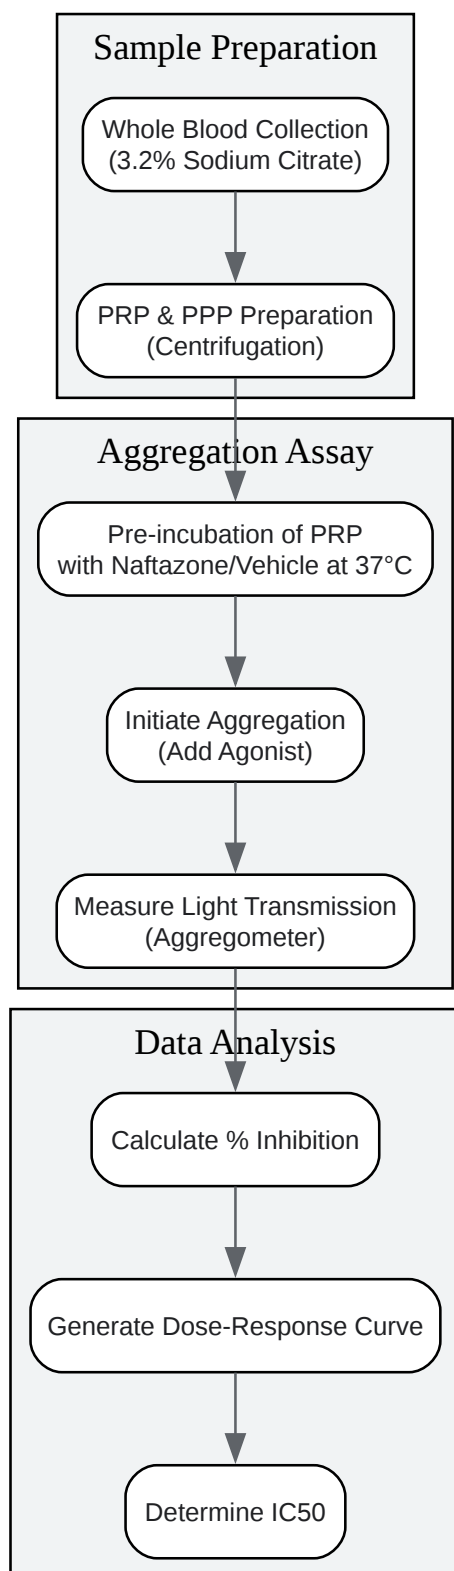 Sample Preparation
Whole Blood Collection
(3.2% Sodium Citrate)
PRP & PPP Preparation
(Centrifugation)
Aggregation Assay
Pre-incubation of PRP
with Naftazone/Vehicle at 37°C
Initiate Aggregation
(Add Agonist)
Measure Light Transmission
(Aggregometer)
Data Analysis
Calculate % Inhibition
Generate Dose-Response Curve
Determine IC50